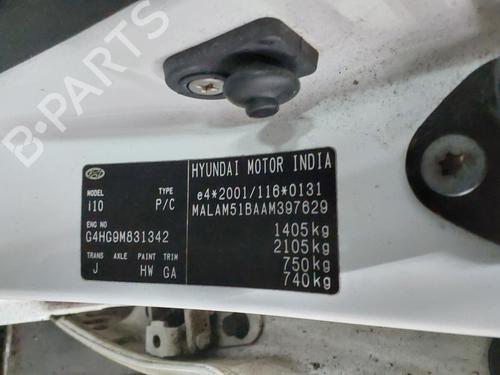 B-PARTS
HYUNDAI MOTOR INDIA
MODEL TYPE
i10 P/C
ENG NO
G4HG9M831342
TRANS AXLE PAINT TRIM
J HW GA
e4*2001/116*0131
MALAM51BAAM397629
1405kg
2105kg
750kg
740kg